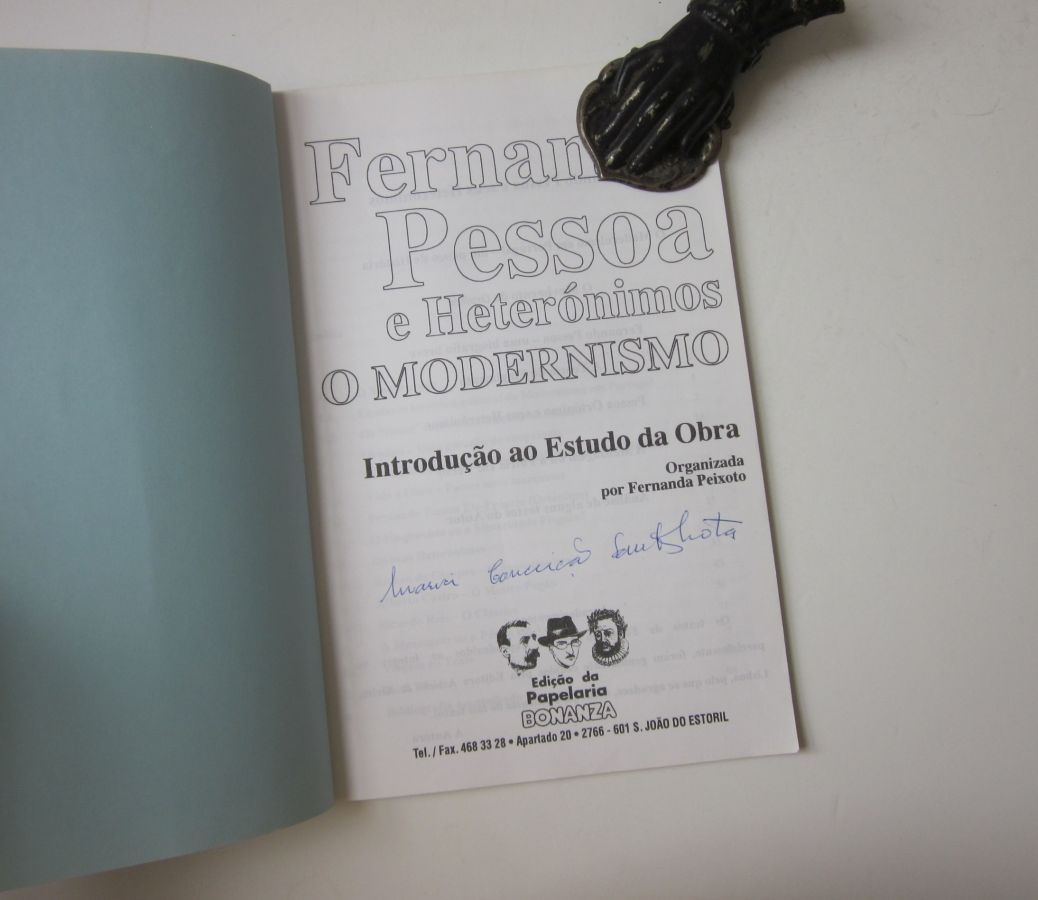 Fernan
Pessoa
e Heterónimos
O MODERNISMO
Introdução ao Estudo da Obra
Organizada
por Fernanda Peixoto
Maria Conceição
Edição da
Papelaria
BONANZA
Tel. / Fax. 468 33 28 • Apartado 20 • 2766 - 601 S. JOÃO DO ESTORIL